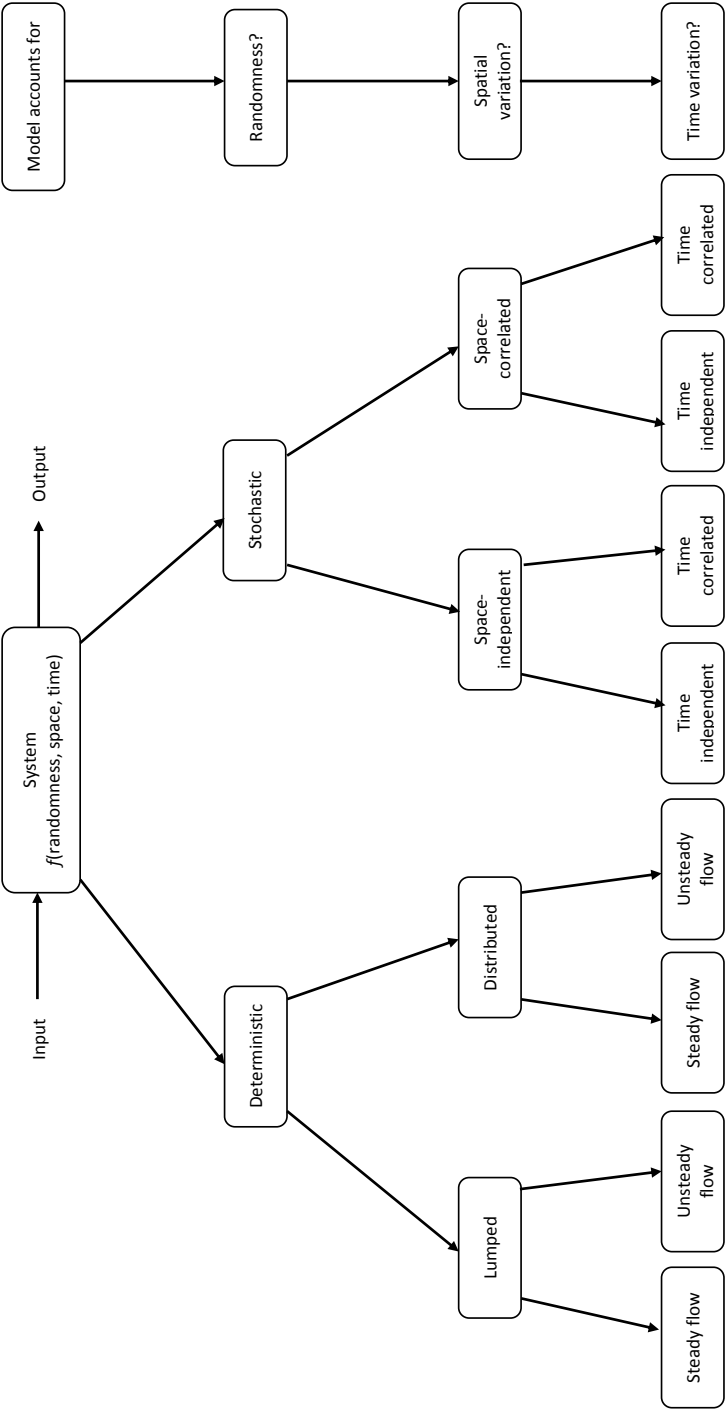 Input
System
f(randomness, space, time)
Output
Model accounts for
Deterministic
Stochastic
Randomness?
Lumped
Distributed
Space-
independent
Space-
correlated
Spatial
variation?
Steady flow
Unsteady
flow
Steady flow
Unsteady
flow
Time
independent
Time
correlated
Time
independent
Time
correlated
Time variation?